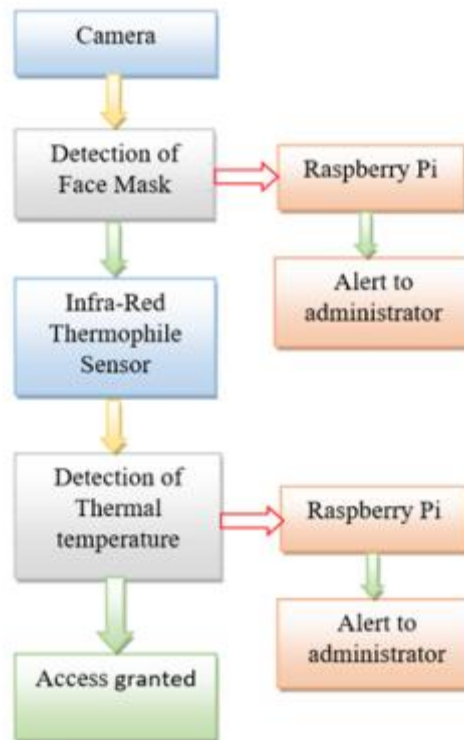 Camera
Detection of
Face Mask
Raspberry Pi
Alert to
administrator
Infra-Red
Thermophile
Sensor
Detection of
Thermal
temperature
Raspberry Pi
Alert to
administrator
Access granted